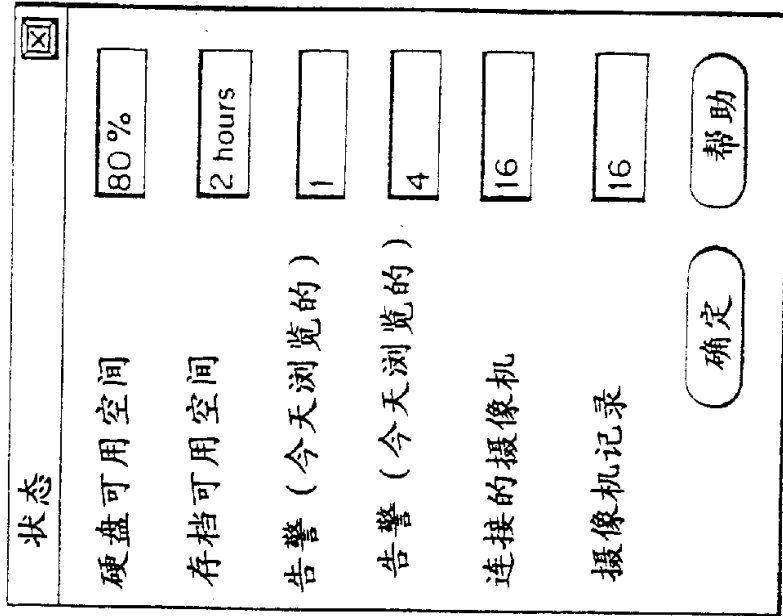 状态
硬盘可用空间 80%
存档可用空间 2 hours
告警(今天浏览的) 1
告警(今天浏览的) 4
连接的摄像机 16
摄像机记录 16
确定 帮助